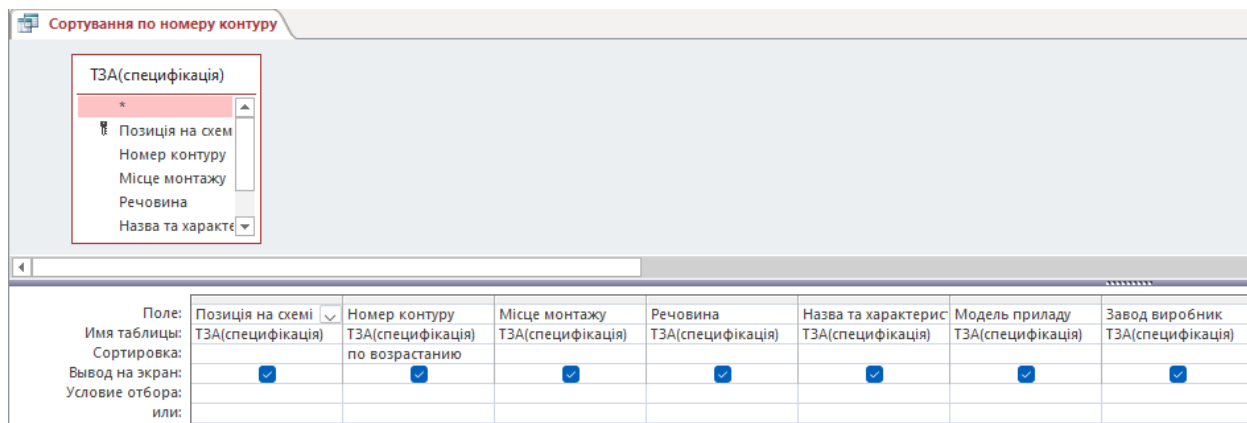 Сортування по номеру контуру
ТЗА(специфікація)
*
Позиція на схем
Номер контуру
Місце монтажу
Речовина
Назва та характе
Поле: Позиція на схемі Номер контуру Місце монтажу Речовина Назва та характерис Модель приладу Завод виробник
Имя таблицы: ТЗА(специфікація) ТЗА(специфікація) ТЗА(специфікація) ТЗА(специфікація) ТЗА(специфікація) ТЗА(специфікація) ТЗА(специфікація)
Сортировка: по возрастанию
Вывод на экран:
Условие отбора:
или: